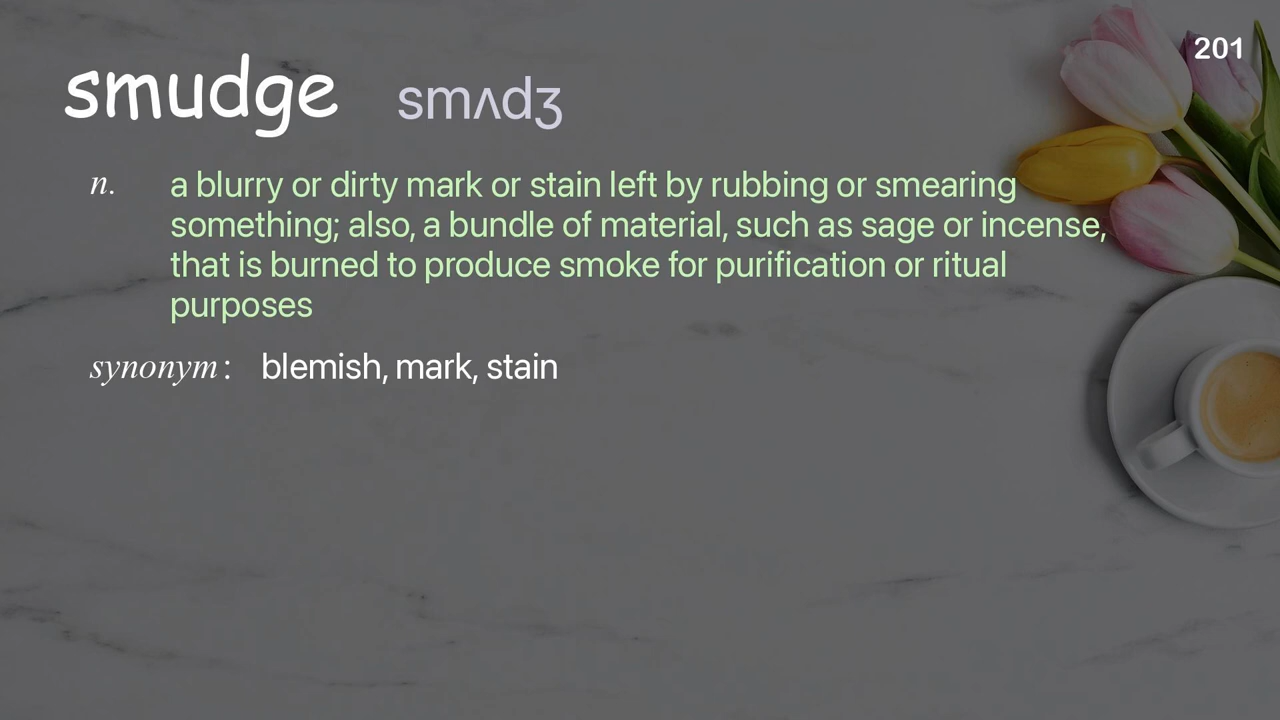 201
smudge smʌdʒ
n. a blurry or dirty mark or stain left by rubbing or smearing
something; also, a bundle of material, such as sage or incense,
that is burned to produce smoke for purification or ritual
purposes
synonym: blemish, mark, stain